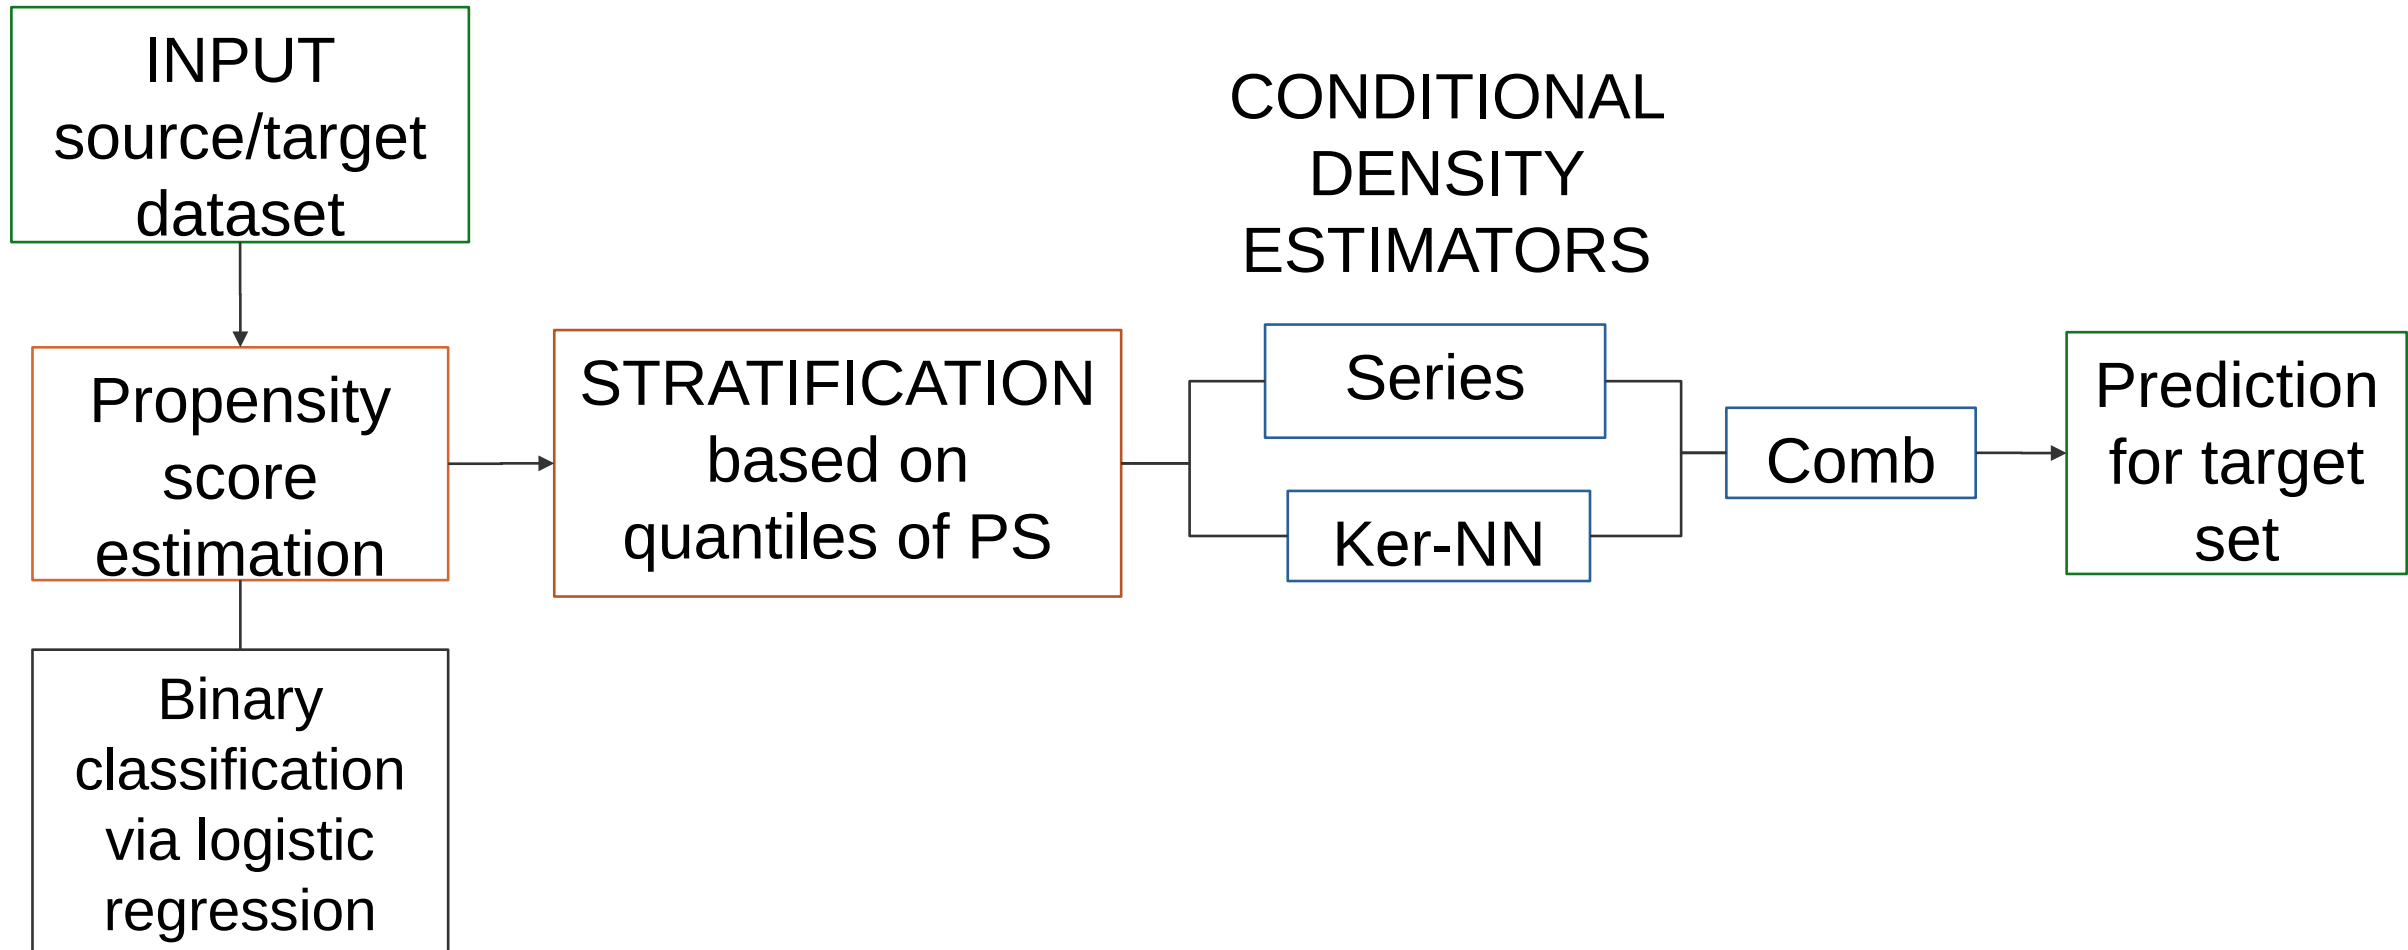 INPUT
source/target
dataset
Propensity
score
estimation
Binary
classification
via logistic
regression
STRATIFICATION
based on
quantiles of PS
CONDITIONAL
DENSITY
ESTIMATORS
Series
Ker-NN
Comb
Prediction
for target
set